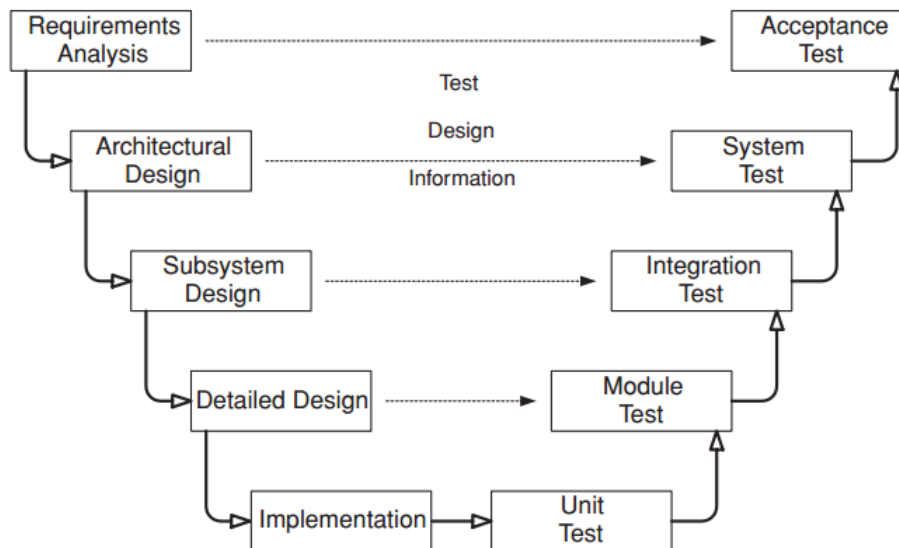 Requirements
Analysis
Acceptance
Test
Test
Design
Information
Architectural
Design
System
Test
Subsystem
Design
Integration
Test
Detailed Design
Module
Test
Implementation
Unit
Test